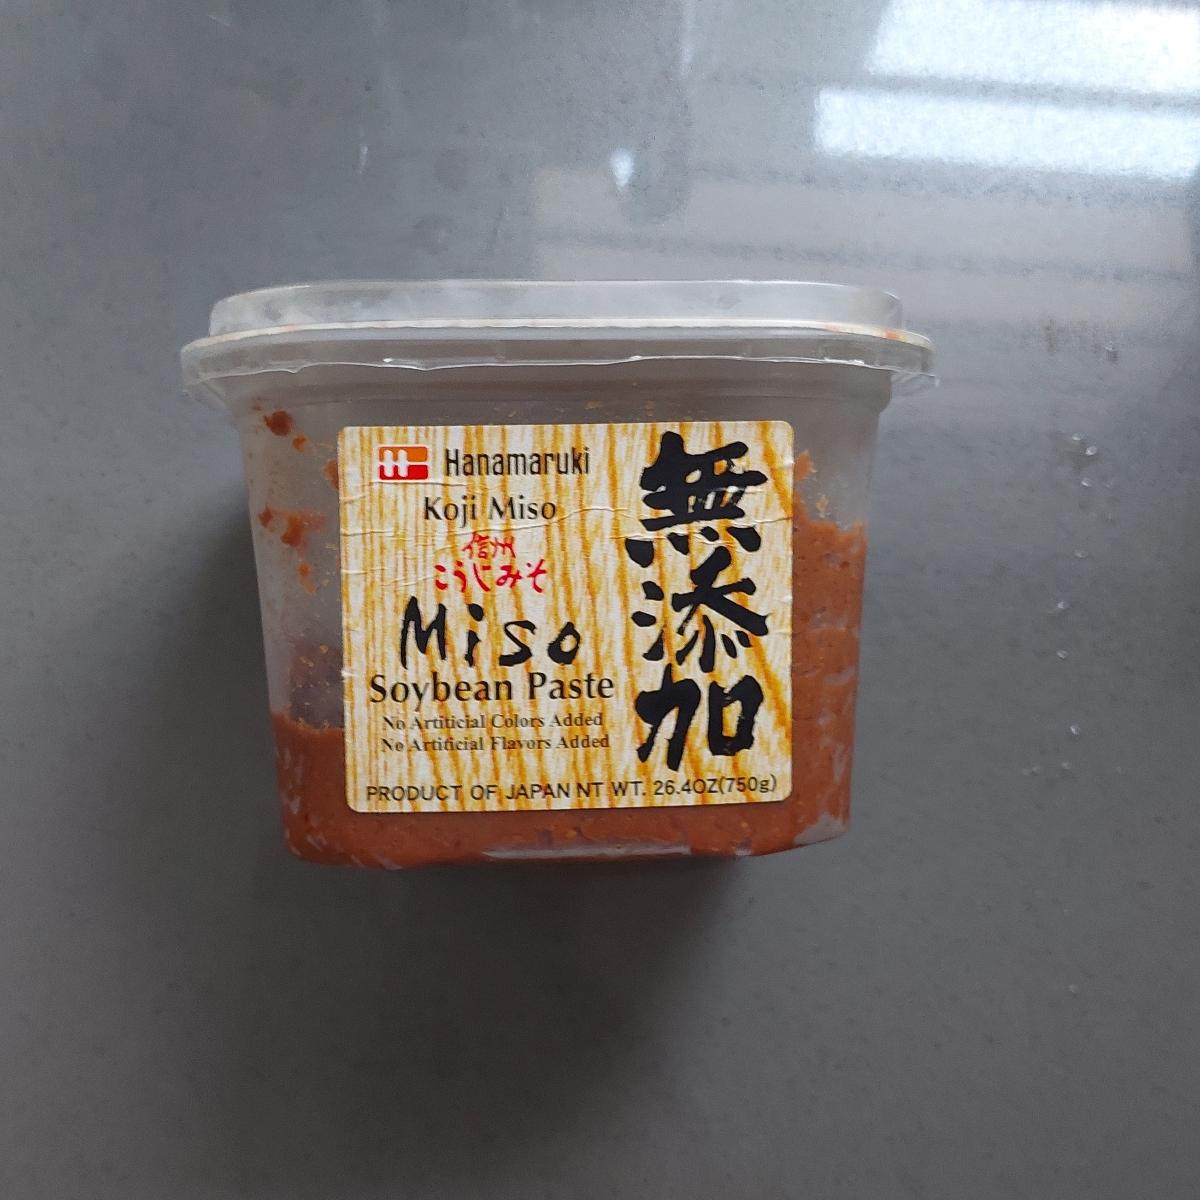 Hanamaruki
Koji Miso
信州
こうじみそ
Miso
Soybean Paste
No Artificial Colors Added
No Artificial Flavors Added
PRODUCT OF JAPAN NT WT. 26.4OZ(750g)
無添加